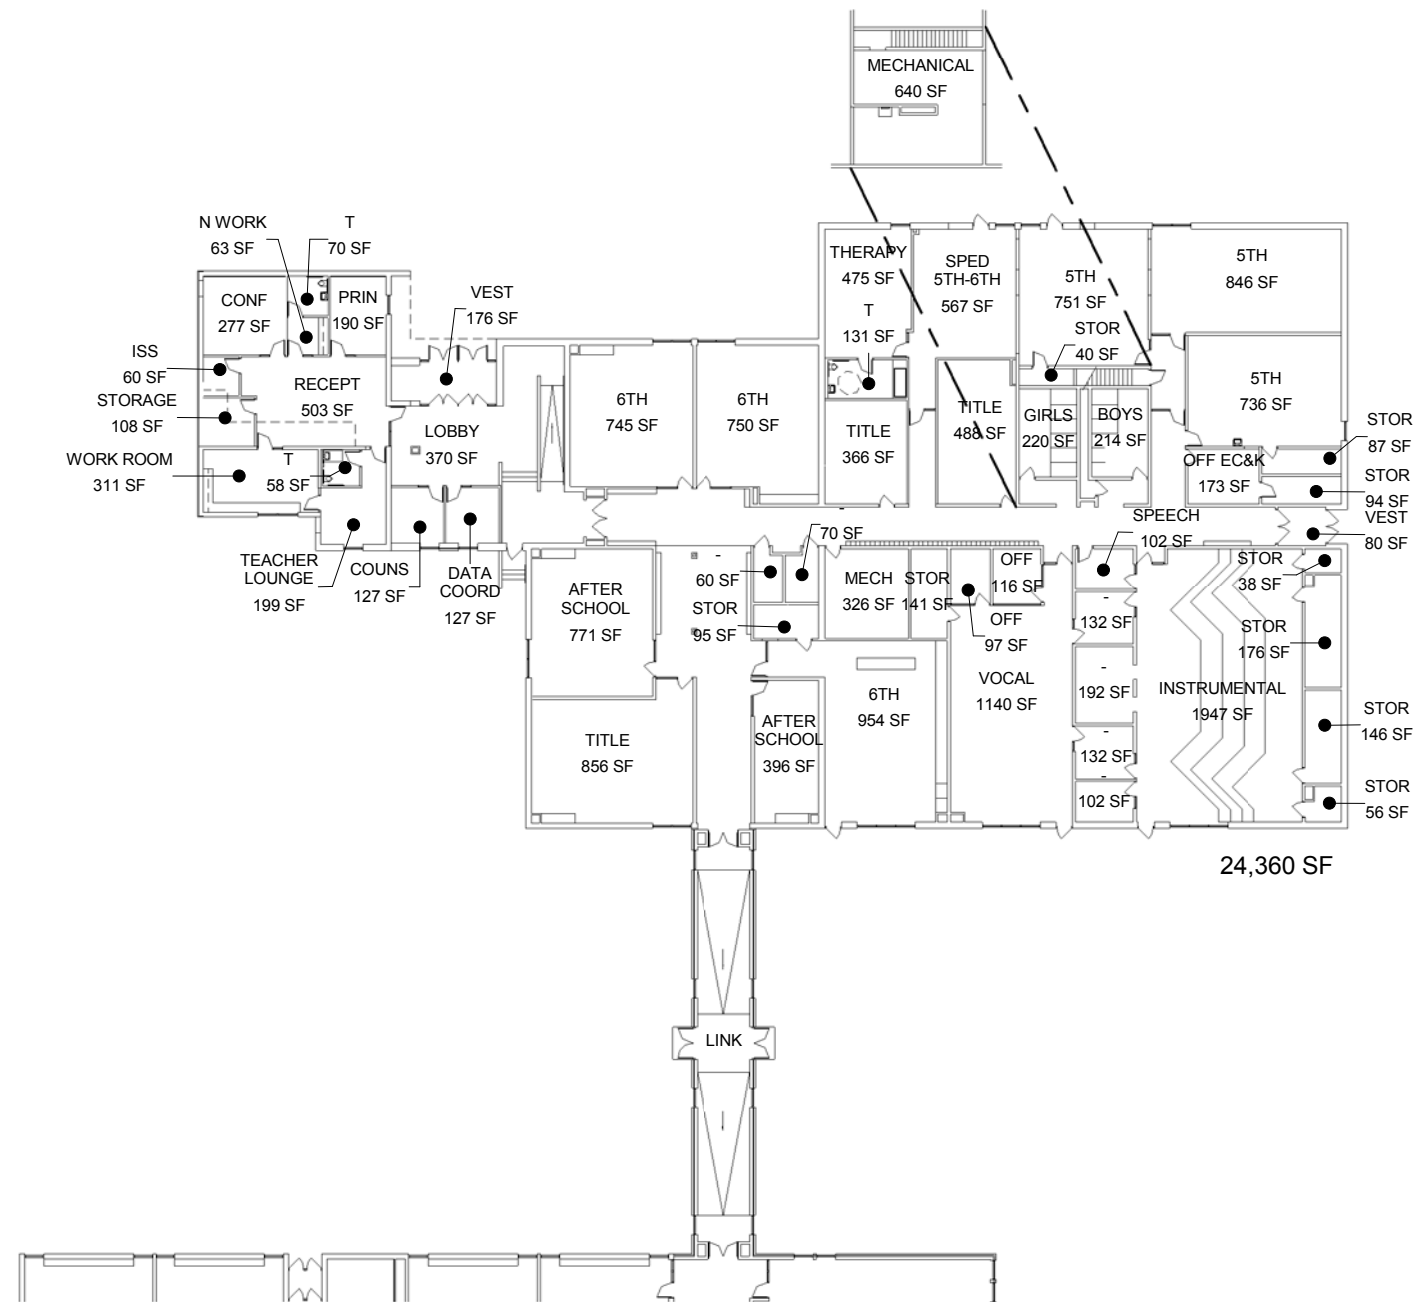 MECHANICAL
640 SF
N WORK
63 SF
T
70 SF
CONF
277 SF
PRIN
190 SF
VEST
176 SF
ISS
60 SF
STORAGE
108 SF
RECEPT
503 SF
LOBBY
370 SF
WORK ROOM
311 SF
T
58 SF
TEACHER
LOUNGE
199 SF
COUNS
127 SF
DATA
COORD
127 SF
6TH
745 SF
6TH
750 SF
THERAPY
475 SF
T
131 SF
SPED
5TH-6TH
567 SF
5TH
751 SF
STOR
40 SF
5TH
846 SF
5TH
736 SF
TITLE
366 SF
TITLE
488 SF
GIRLS
220 SF
BOYS
214 SF
OFF EC&K
173 SF
STOR
87 SF
STOR
94 SF
VEST
80 SF
AFTER
SCHOOL
771 SF
-
60 SF
70 SF
STOR
95 SF
MECH
326 SF
STOR
141 SF
OFF
116 SF
OFF
97 SF
SPEECH
102 SF
-
132 SF
-
192 SF
-
132 SF
-
102 SF
STOR
38 SF
STOR
176 SF
INSTRUMENTAL
1947 SF
STOR
146 SF
STOR
56 SF
VOCAL
1140 SF
6TH
954 SF
AFTER
SCHOOL
396 SF
TITLE
856 SF
24,360 SF
LINK